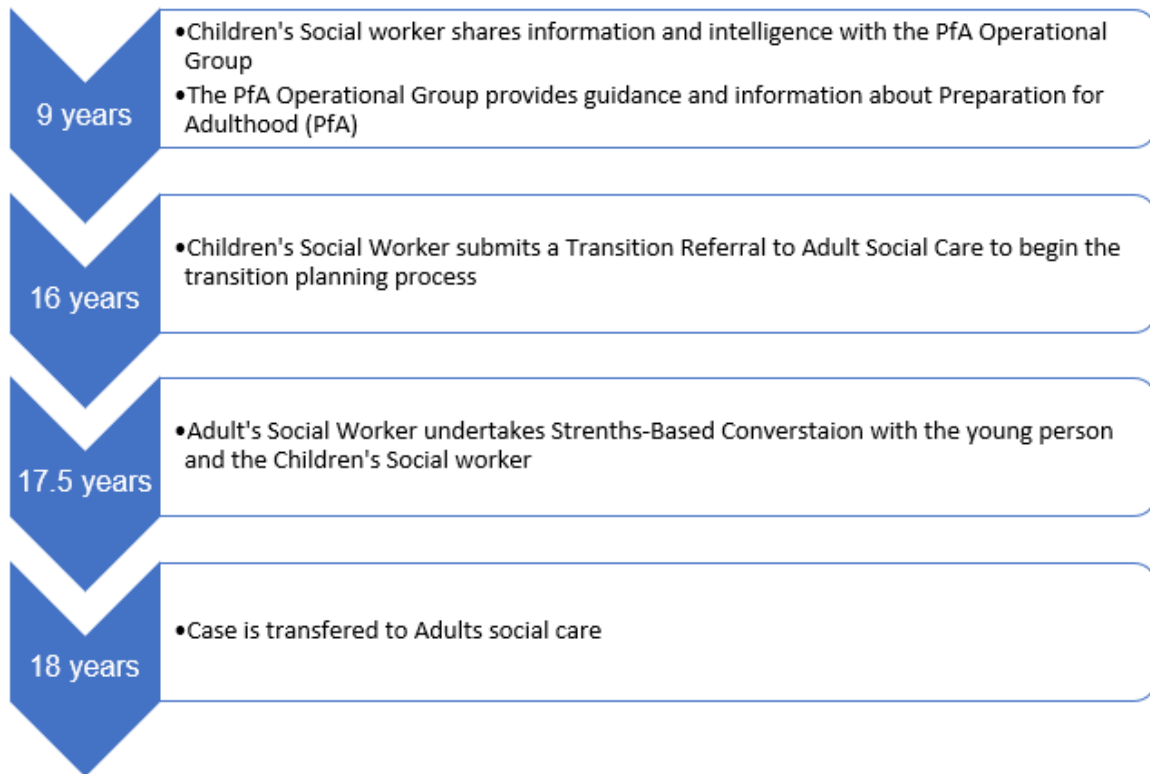 9 years
•Children's Social worker shares information and intelligence with the PfA Operational
Group
•The PfA Operational Group provides guidance and information about Preparation for
Adulthood (PfA)
16 years
•Children's Social Worker submits a Transition Referral to Adult Social Care to begin the
transition planning process
17.5 years
•Adult's Social Worker undertakes Strenths-Based Converstaion with the young person
and the Children's Social worker
18 years
•Case is transfered to Adults social care